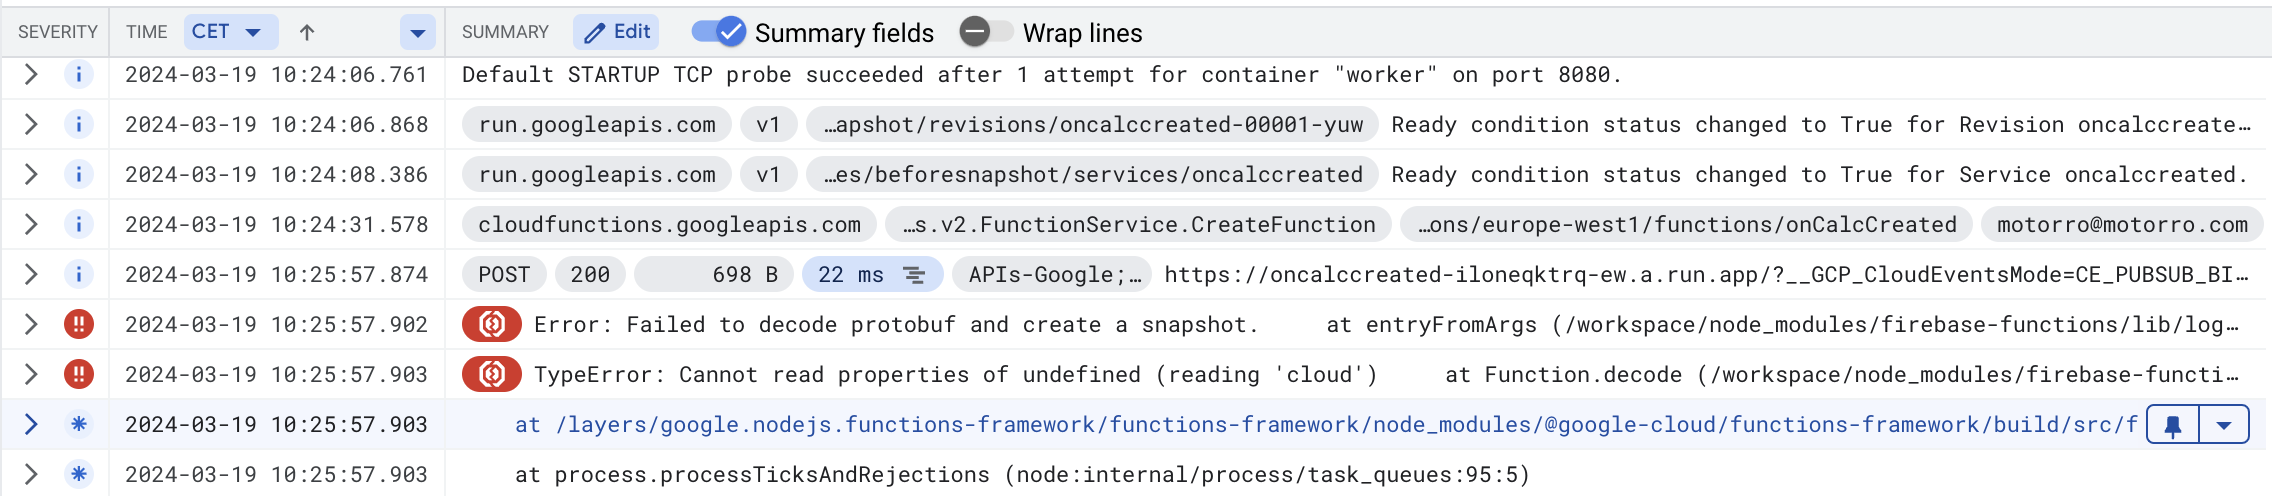 SEVERITY TIME CET SUMMARY Edit Summary fields Wrap lines
2024-03-19 10:24:06.761 Default STARTUP TCP probe succeeded after 1 attempt for container "worker" on port 8080.
2024-03-19 10:24:06.868 run.googleapis.com v1 …apshot/revisions/oncalccreated-00001-yuw Ready condition status changed to True for Revision oncalccreate…
2024-03-19 10:24:08.386 run.googleapis.com v1 …es/beforesnapshot/services/oncalccreated Ready condition status changed to True for Service oncalccreated.
2024-03-19 10:24:31.578 cloudfunctions.googleapis.com …s.v2.FunctionService.CreateFunction …ons/europe-west1/functions/onCalcCreated motorro@motorro.com
2024-03-19 10:25:57.874 POST 200 698 B 22 ms APIs-Google;… https://oncalccreated-iloneqktrq-ew.a.run.app/?__GCP_CloudEventsMode=CE_PUBSUB_BI…
!! 2024-03-19 10:25:57.902 Error: Failed to decode protobuf and create a snapshot. at entryFromArgs (/workspace/node_modules/firebase-functions/lib/log…
!! 2024-03-19 10:25:57.903 TypeError: Cannot read properties of undefined (reading 'cloud') at Function.decode (/workspace/node_modules/firebase-functi…
2024-03-19 10:25:57.903 at /layers/google.nodejs.functions-framework/functions-framework/node_modules/@google-cloud/functions-framework/build/src/f
2024-03-19 10:25:57.903 at process.processTicksAndRejections (node:internal/process/task_queues:95:5)